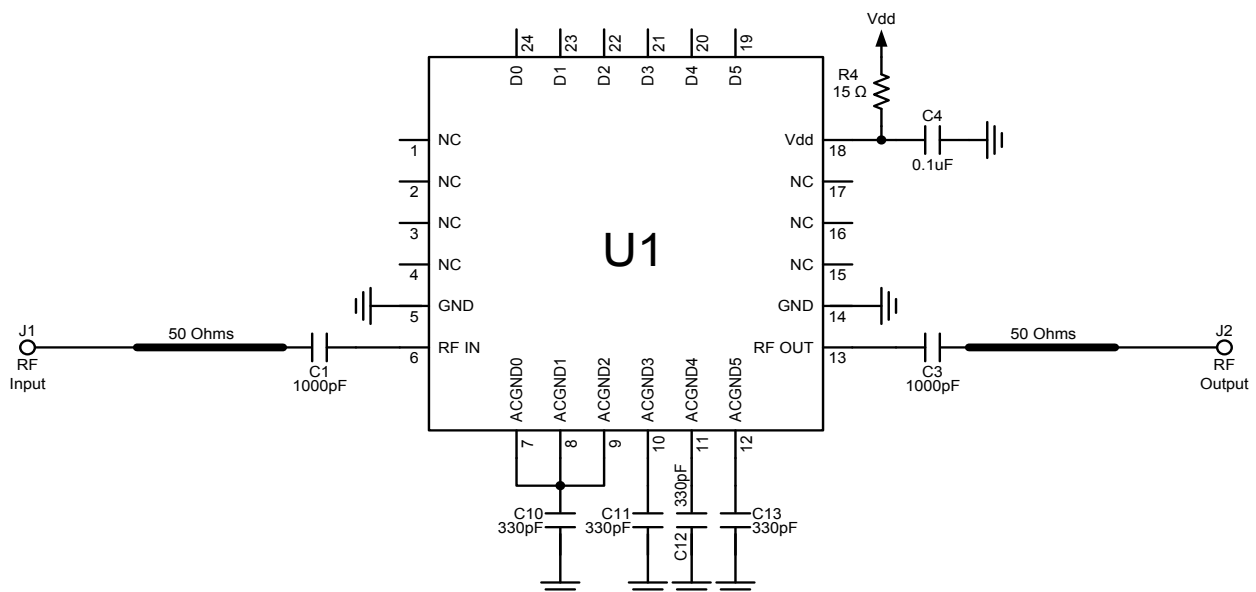 Vdd
24
23
22
21
20
19
D0
D1
D2
D3
D4
D5
R4
15 Ω
C4
0.1uF
NC
1
NC
2
NC
3
NC
4
GND
5
RF IN
6
Vdd
18
NC
17
NC
16
NC
15
GND
14
RF OUT
13
U1
J1
RF
Input
50 Ohms
C1
1000pF
C3
1000pF
50 Ohms
J2
RF
Output
ACGND0
ACGND1
ACGND2
ACGND3
ACGND4
ACGND5
7
8
9
10
11
12
C10
330pF
C11
330pF
330pF
C12
C13
330pF